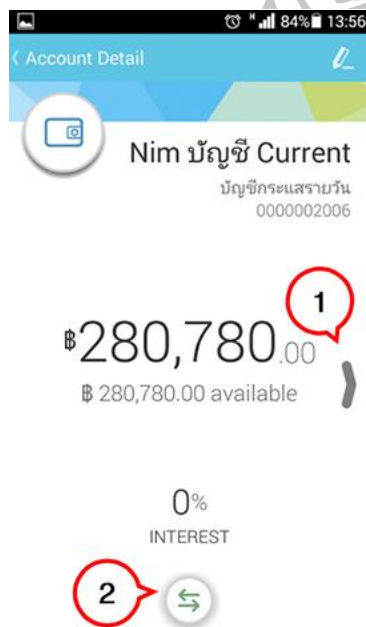 84% 13:56
Account Detail
Nim บัญชี Current
บัญชีกระแสรายวัน
0000002006
1
฿280,780.00
฿ 280,780.00 available
0%
INTEREST
2